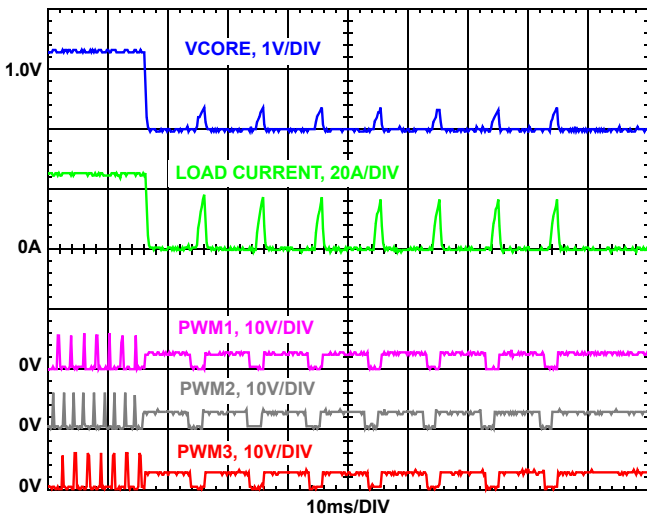 VCORE, 1V/DIV
1.0V
LOAD CURRENT, 20A/DIV
0A
PWM1, 10V/DIV
0V
PWM2, 10V/DIV
0V
PWM3, 10V/DIV
0V
10ms/DIV